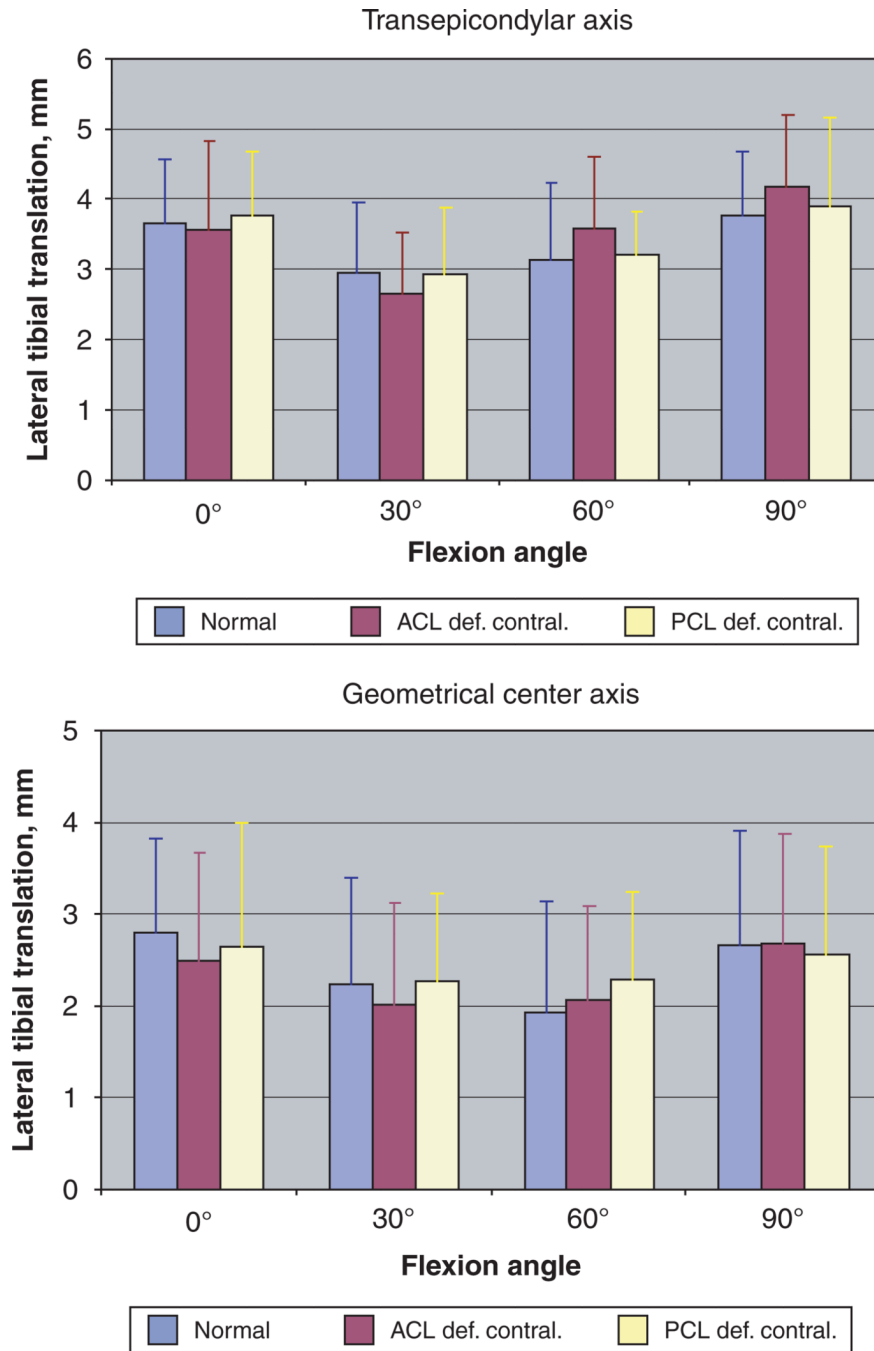 Transepicondylar axis
Lateral tibial translation, mm
6
5
4
3
2
1
0
0° 30° 60° 90°
Flexion angle
Normal ACL def. contral. PCL def. contral.
Geometrical center axis
Lateral tibial translation, mm
5
4
3
2
1
0
0° 30° 60° 90°
Flexion angle
Normal ACL def. contral. PCL def. contral.